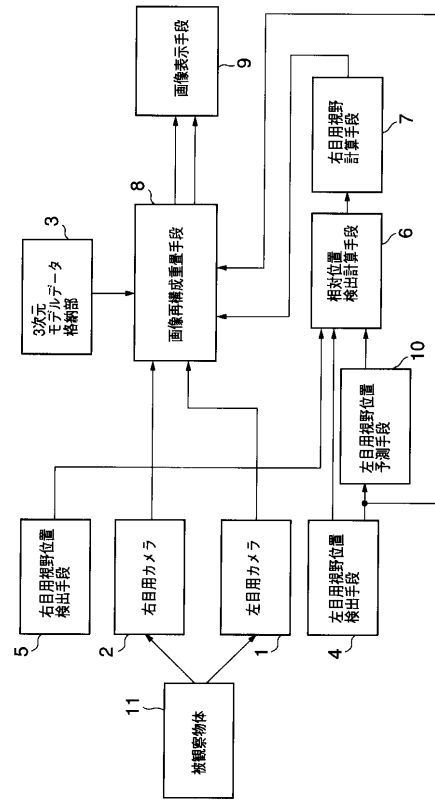 11
被観察物体
5
右目用視野位置
検出手段
2
右目用カメラ
1
左目用カメラ
4
左目用視野位置
検出手段
3
3次元
モデルデータ
格納部
8
画像再構成重畳手段
10
左目用視野位置
予測手段
6
相対位置
検出計算手段
7
右目用視野
計算手段
9
画像表示手段